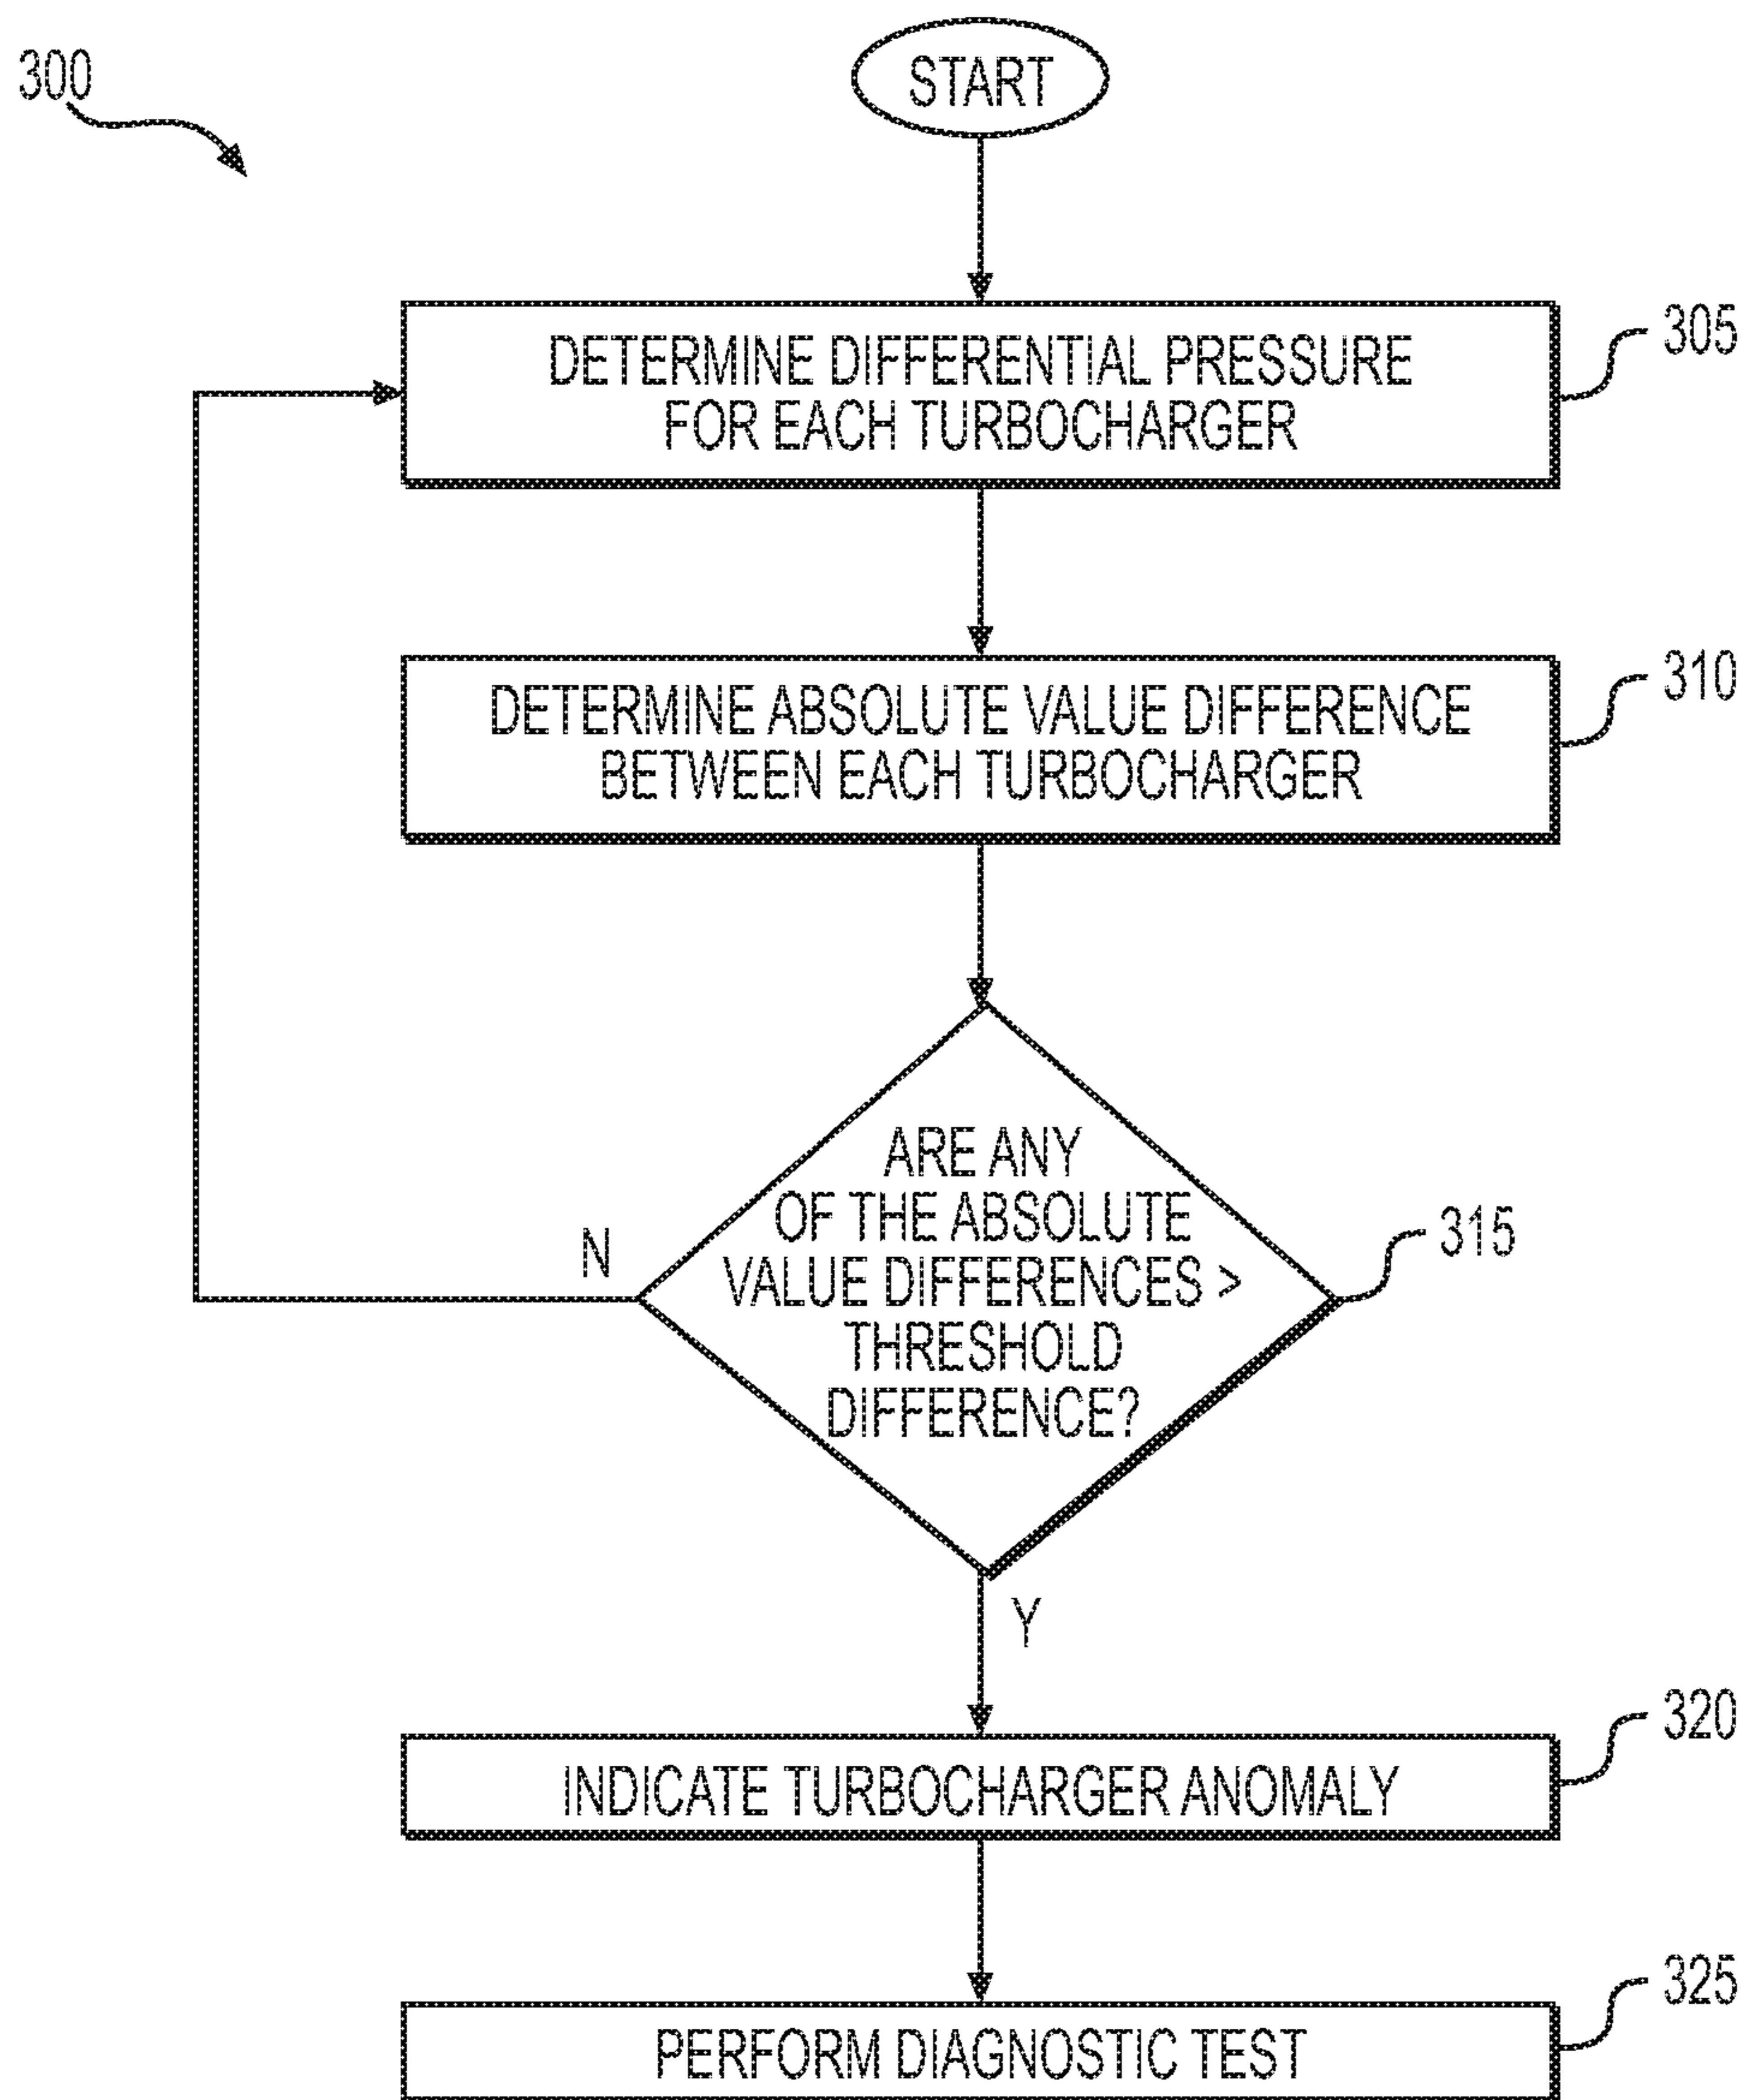 300
START
DETERMINE DIFFERENTIAL PRESSURE
FOR EACH TURBOCHARGER
305
DETERMINE ABSOLUTE VALUE DIFFERENCE
BETWEEN EACH TURBOCHARGER
310
ARE ANY
OF THE ABSOLUTE
VALUE DIFFERENCES >
THRESHOLD
DIFFERENCE?
315
N
Y
INDICATE TURBOCHARGER ANOMALY
320
PERFORM DIAGNOSTIC TEST
325